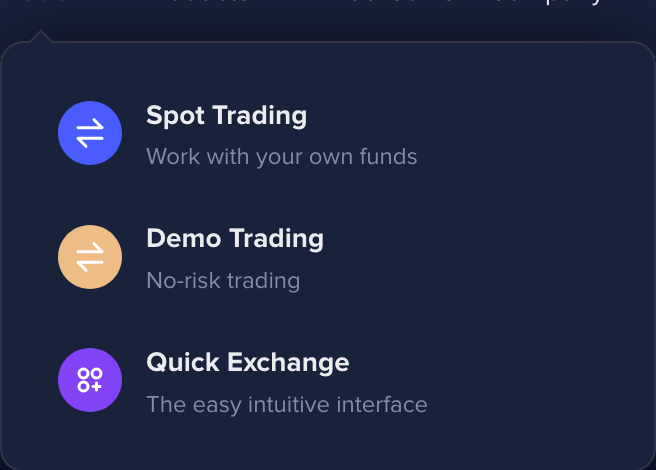 Spot Trading
Work with your own funds
Demo Trading
No-risk trading
Quick Exchange
The easy intuitive interface